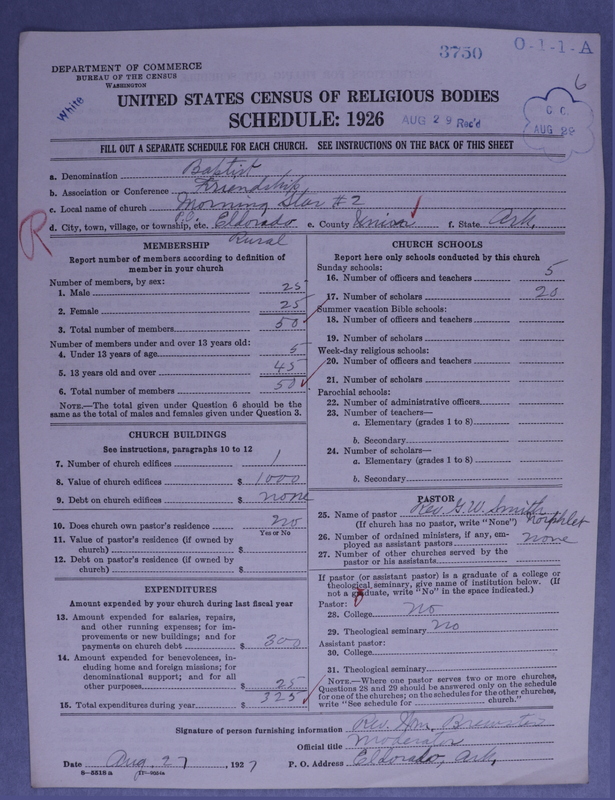 3750
O-1-1-A
6
DEPARTMENT OF COMMERCE
BUREAU OF THE CENSUS
WASHINGTON
White
UNITED STATES CENSUS OF RELIGIOUS BODIES
SCHEDULE: 1926
AUG 29 Rec'd
C. C.
AUG 29
FILL OUT A SEPARATE SCHEDULE FOR EACH CHURCH. SEE INSTRUCTIONS ON THE BACK OF THIS SHEET
a. Denomination Baptist
b. Association or Conference Friendship
c. Local name of church Morning Star #2
d. City, town, village, or township, etc. Eldorado e. County Union f. State Ark.
R
Rural
MEMBERSHIP
Report number of members according to definition of
member in your church
Number of members, by sex:
1. Male 25
2. Female 25
3. Total number of members 50
Number of members under and over 13 years old:
4. Under 13 years of age 5
5. 13 years old and over 45
6. Total number of members 50
NOTE.—The total given under Question 6 should be the
same as the total of males and females given under Question 3.
CHURCH BUILDINGS
See instructions, paragraphs 10 to 12
7. Number of church edifices 1
8. Value of church edifices $ 1000
9. Debt on church edifices $ none
10. Does church own pastor's residence no
Yes or No
11. Value of pastor's residence (if owned by
church) $
12. Debt on pastor's residence (if owned by
church) $
EXPENDITURES
Amount expended by your church during last fiscal year
13. Amount expended for salaries, repairs,
and other running expenses; for im-
provements or new buildings; and for
payments on church debt $ 300
14. Amount expended for benevolences, in-
cluding home and foreign missions; for
denominational support; and for all
other purposes $ 25
15. Total expenditures during year $ 325
CHURCH SCHOOLS
Report here only schools conducted by this church
Sunday schools:
16. Number of officers and teachers 5
17. Number of scholars 20
Summer vacation Bible schools:
18. Number of officers and teachers
19. Number of scholars
Week-day religious schools:
20. Number of officers and teachers
21. Number of scholars
Parochial schools:
22. Number of administrative officers
23. Number of teachers—
a. Elementary (grades 1 to 8)
b. Secondary
24. Number of scholars—
a. Elementary (grades 1 to 8)
b. Secondary
PASTOR
25. Name of pastor Rev. G. W. Smith
(If church has no pastor, write "None") Norphlet
26. Number of ordained ministers, if any, em-
ployed as assistant pastors none
27. Number of other churches served by the
pastor or his assistants
If pastor (or assistant pastor) is a graduate of a college or
theological seminary, give name of institution below. (If
not a graduate, write "No" in the space indicated.)
Pastor:
28. College No
29. Theological seminary No
Assistant pastor:
30. College
31. Theological seminary
NOTE.—Where one pastor serves two or more churches,
Questions 28 and 29 should be answered only on the schedule
for one of the churches; on the schedules for the other churches,
write "See schedule for church."
Signature of person furnishing information Rev. Wm. Brewster
Official title Moderator
Date Aug. 27, 1927 P. O. Address Eldorado, Ark.
8—5518 a